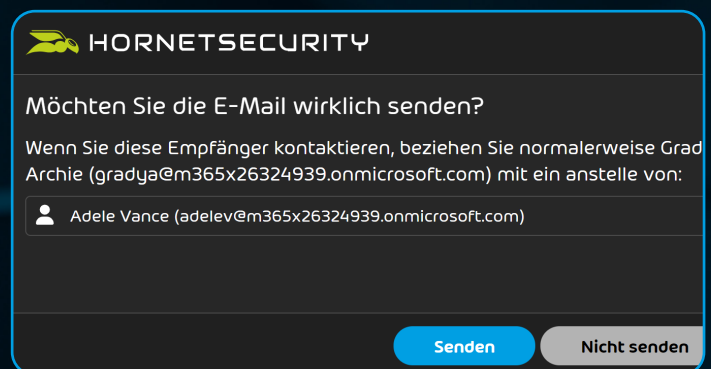 HORNETSECURITY
Möchten Sie die E-Mail wirklich senden?
Wenn Sie diese Empfänger kontaktieren, beziehen Sie normalerweise Grad
Archie (gradya@m365x26324939.onmicrosoft.com) mit ein anstelle von:
Adele Vance (adelev@m365x26324939.onmicrosoft.com)
Senden
Nicht senden